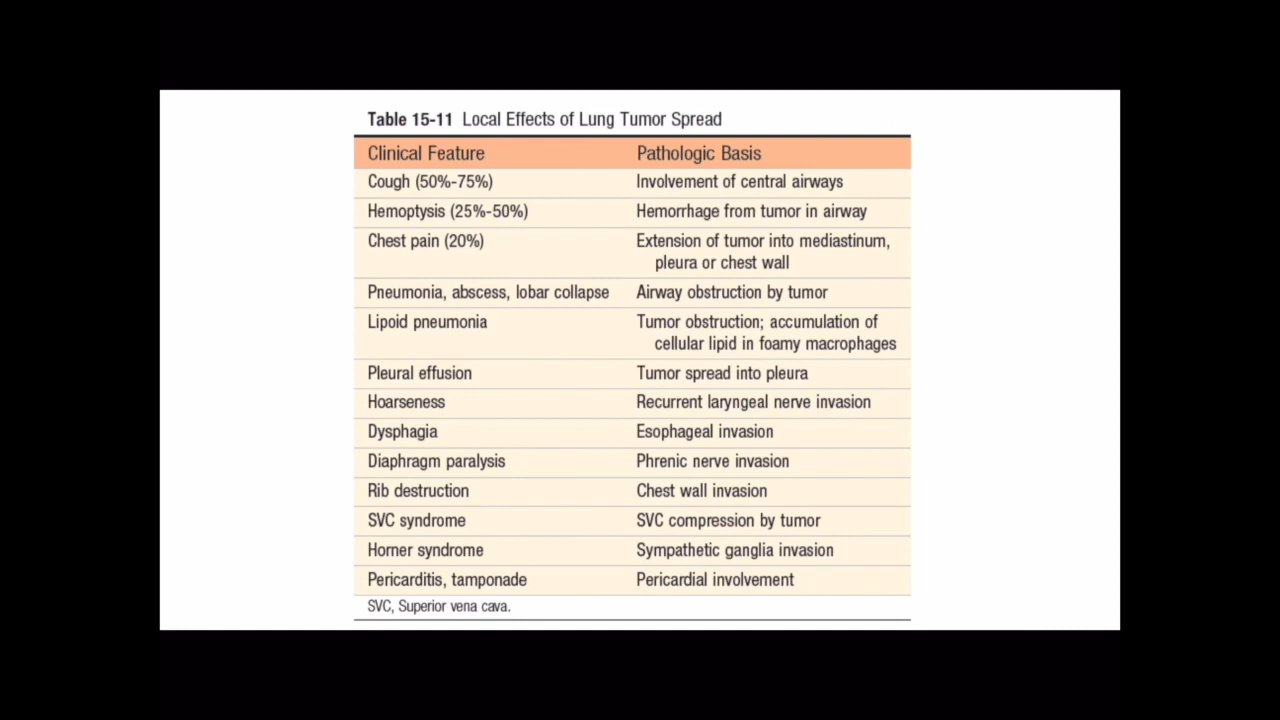 Table 15-11 Local Effects of Lung Tumor Spread
Clinical Feature Pathologic Basis
Cough (50%-75%) Involvement of central airways
Hemoptysis (25%-50%) Hemorrhage from tumor in airway
Chest pain (20%) Extension of tumor into mediastinum,
pleura or chest wall
Pneumonia, abscess, lobar collapse Airway obstruction by tumor
Lipoid pneumonia Tumor obstruction; accumulation of
cellular lipid in foamy macrophages
Pleural effusion Tumor spread into pleura
Hoarseness Recurrent laryngeal nerve invasion
Dysphagia Esophageal invasion
Diaphragm paralysis Phrenic nerve invasion
Rib destruction Chest wall invasion
SVC syndrome SVC compression by tumor
Horner syndrome Sympathetic ganglia invasion
Pericarditis, tamponade Pericardial involvement
SVC, Superior vena cava.